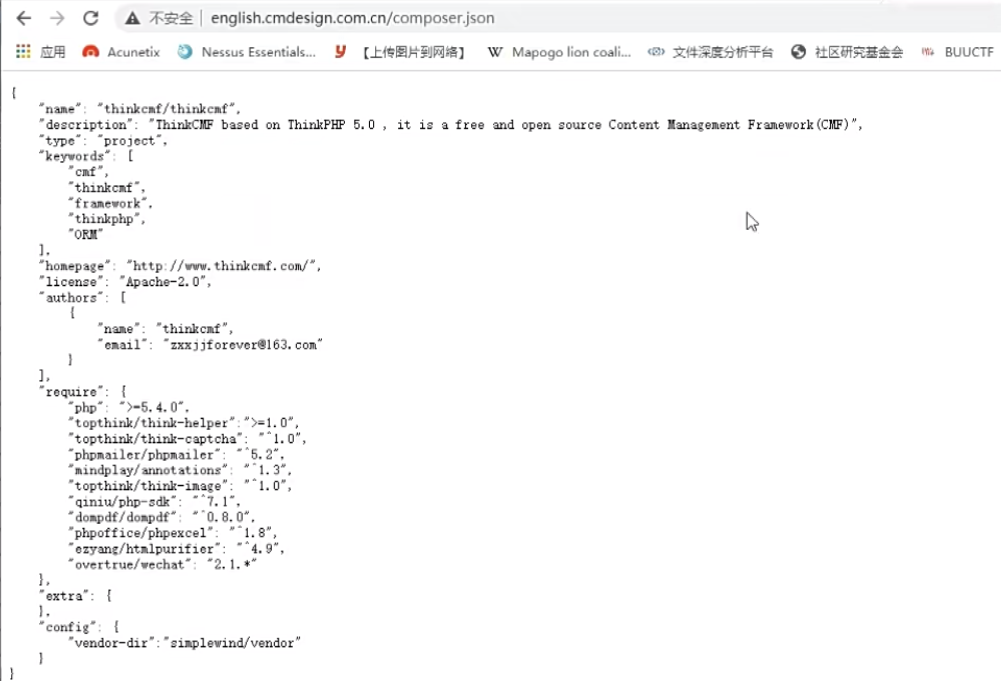 不安全 | english.cmdesign.com.cn/composer.json
应用 Acunetix Nessus Essentials... 【上传图片到网络】 W Mapogo lion coali... 文件深度分析平台 社区研究基金会 BUUCTF
{
"name": "thinkcmf/thinkcmf",
"description": "ThinkCMF based on ThinkPHP 5.0 , it is a free and open source Content Management Framework(CMF)",
"type": "project",
"keywords": [
"cmf",
"thinkcmf",
"framework",
"thinkphp",
"ORM"
],
"homepage": "http://www.thinkcmf.com/",
"license": "Apache-2.0",
"authors": [
{
"name": "thinkcmf",
"email": "zxxjjforever@163.com"
}
],
"require": {
"php": ">=5.4.0",
"topthink/think-helper":">=1.0",
"topthink/think-captcha": "^1.0",
"phpmailer/phpmailer": "^5.2",
"mindplay/annotations": "^1.3",
"topthink/think-image": "^1.0",
"qiniu/php-sdk": "^7.1",
"dompdf/dompdf": "^0.8.0",
"phpoffice/phpexcel": "^1.8",
"ezyang/htmlpurifier": "^4.9",
"overtrue/wechat": "2.1.*"
},
"extra": {
},
"config": {
"vendor-dir":"simplewind/vendor"
}
}